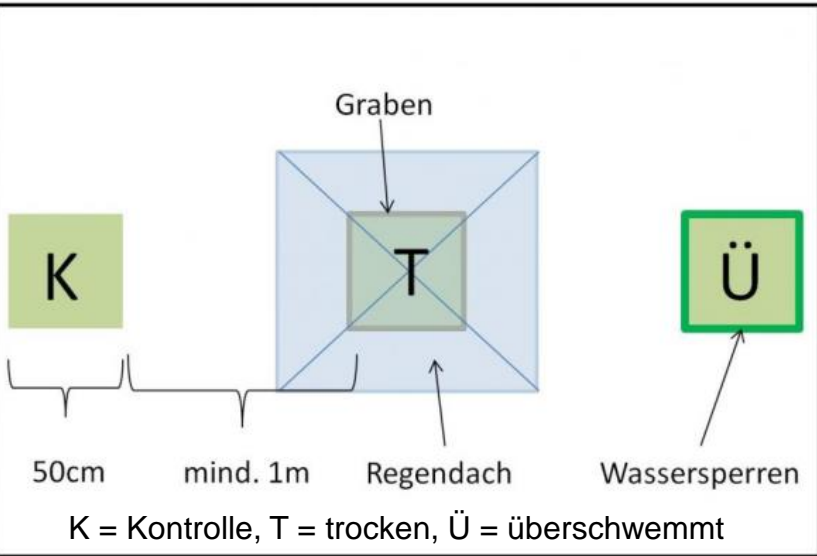 Graben
K
T
Ü
50cm
mind. 1m
Regendach
Wassersperren
K = Kontrolle, T = trocken, Ü = überschwemmt